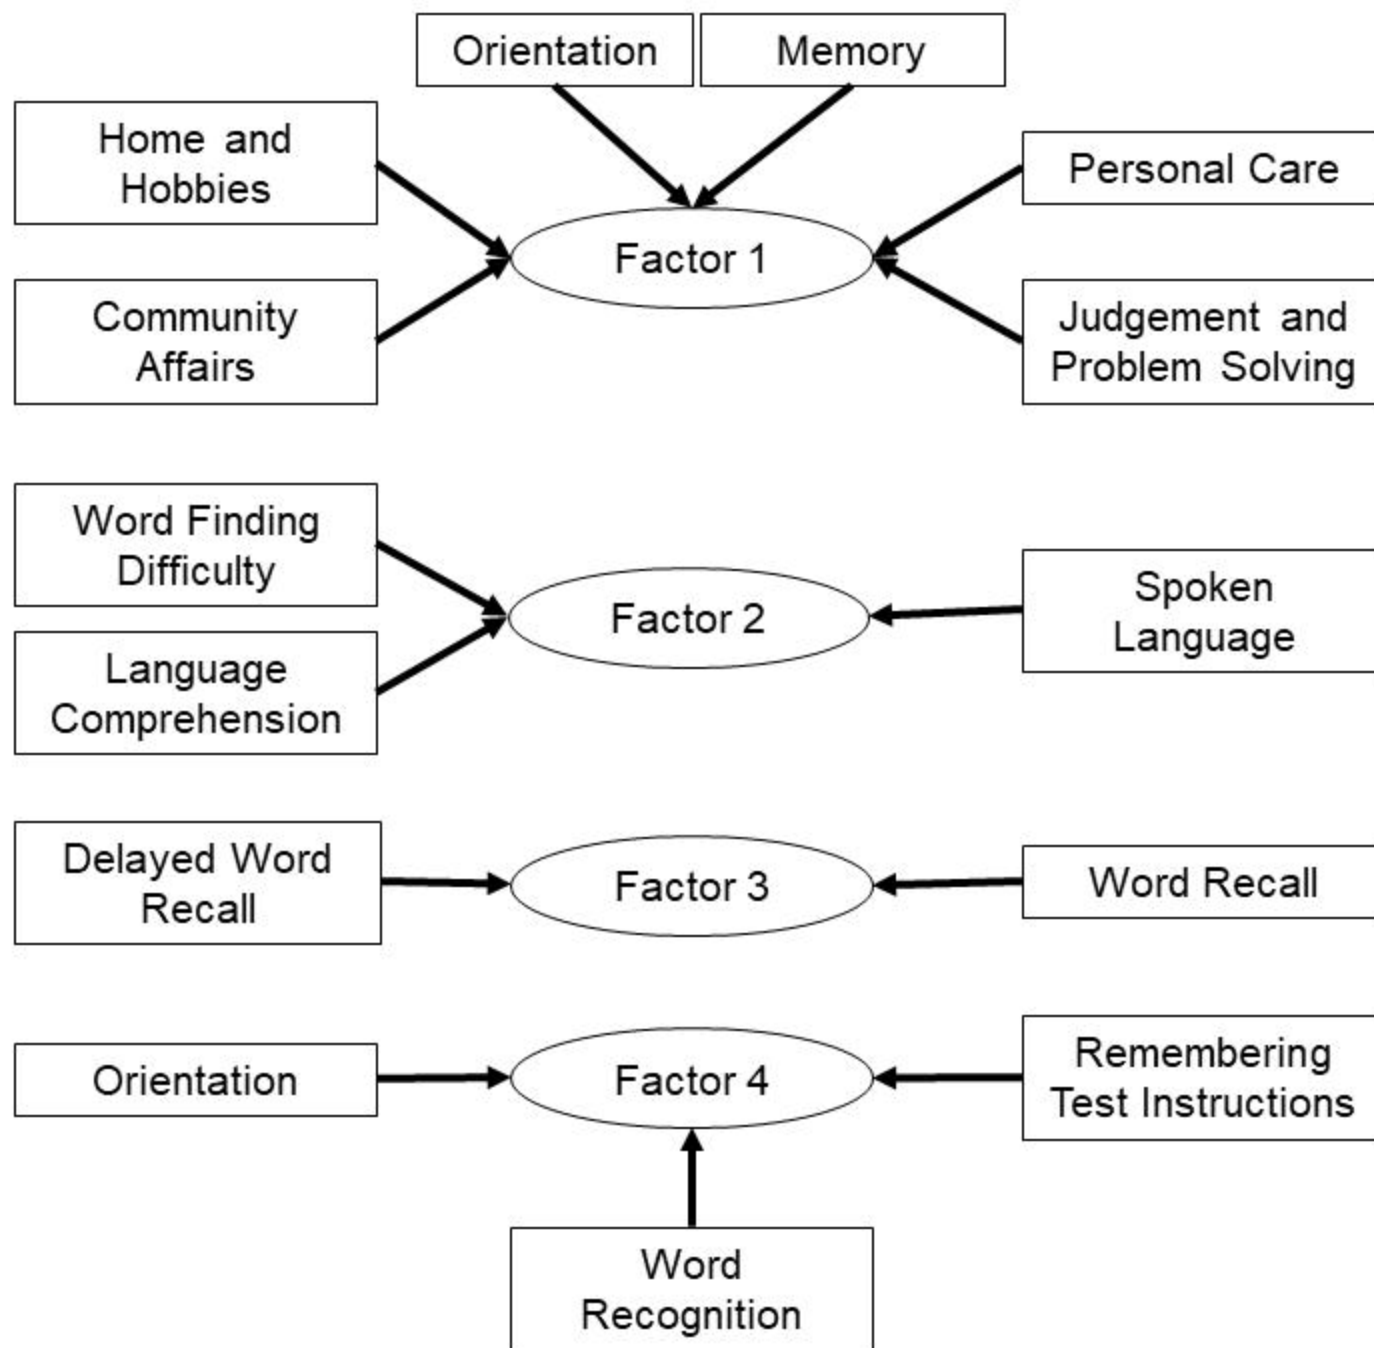 Orientation
Memory
Home and
Hobbies
Personal Care
Factor 1
Community
Affairs
Judgement and
Problem Solving
Word Finding
Difficulty
Factor 2
Spoken
Language
Language
Comprehension
Delayed Word
Recall
Factor 3
Word Recall
Orientation
Factor 4
Remembering
Test Instructions
Word
Recognition